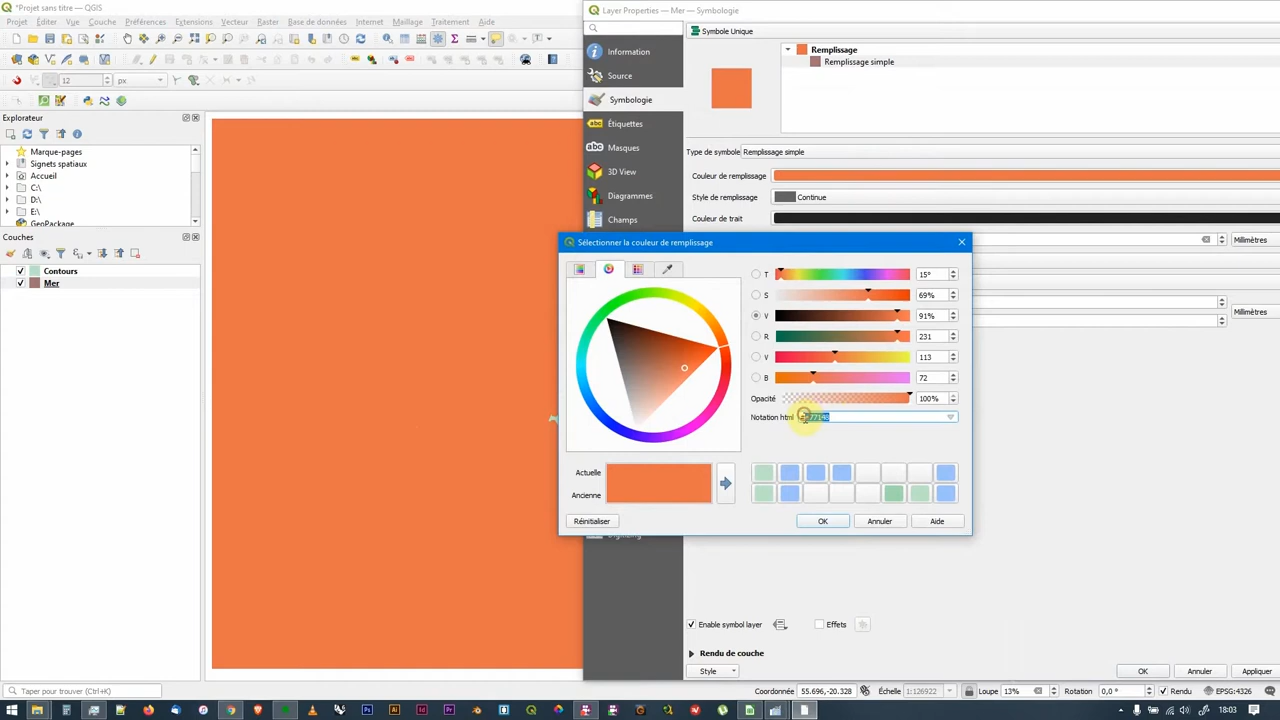 *Projet sans titre — QGIS
Projet Éditer Vue Couche Préférences Extensions Vecteur Raster Base de données Internet Maillage Traitement Aide
12 px
Explorateur
Marque-pages
Signets spatiaux
Accueil
C:\
D:\
E:\
GeoPackage
Couches
Contours
Mer
Layer Properties — Mer — Symbologie
Information
Source
Symbologie
Étiquettes
Masques
3D View
Diagrammes
Champs
Symbole Unique
Remplissage
Remplissage simple
Type de symbole Remplissage simple
Couleur de remplissage
Style de remplissage Continue
Couleur de trait
Millimètres
Millimètres
Sélectionner la couleur de remplissage
T 15°
S 69%
V 91%
R 231
V 113
B 72
Opacité 100%
Notation html
Actuelle
Ancienne
Réinitialiser OK Annuler Aide
Digitizing
Enable symbol layer Effets
Rendu de couche
Style OK Annuler Appliquer
Taper pour trouver (Ctrl+K) Coordonnée 55.696,-20.328 Échelle 1:126922 Loupe 13% Rotation 0,0 ° Rendu EPSG:4326
18:03